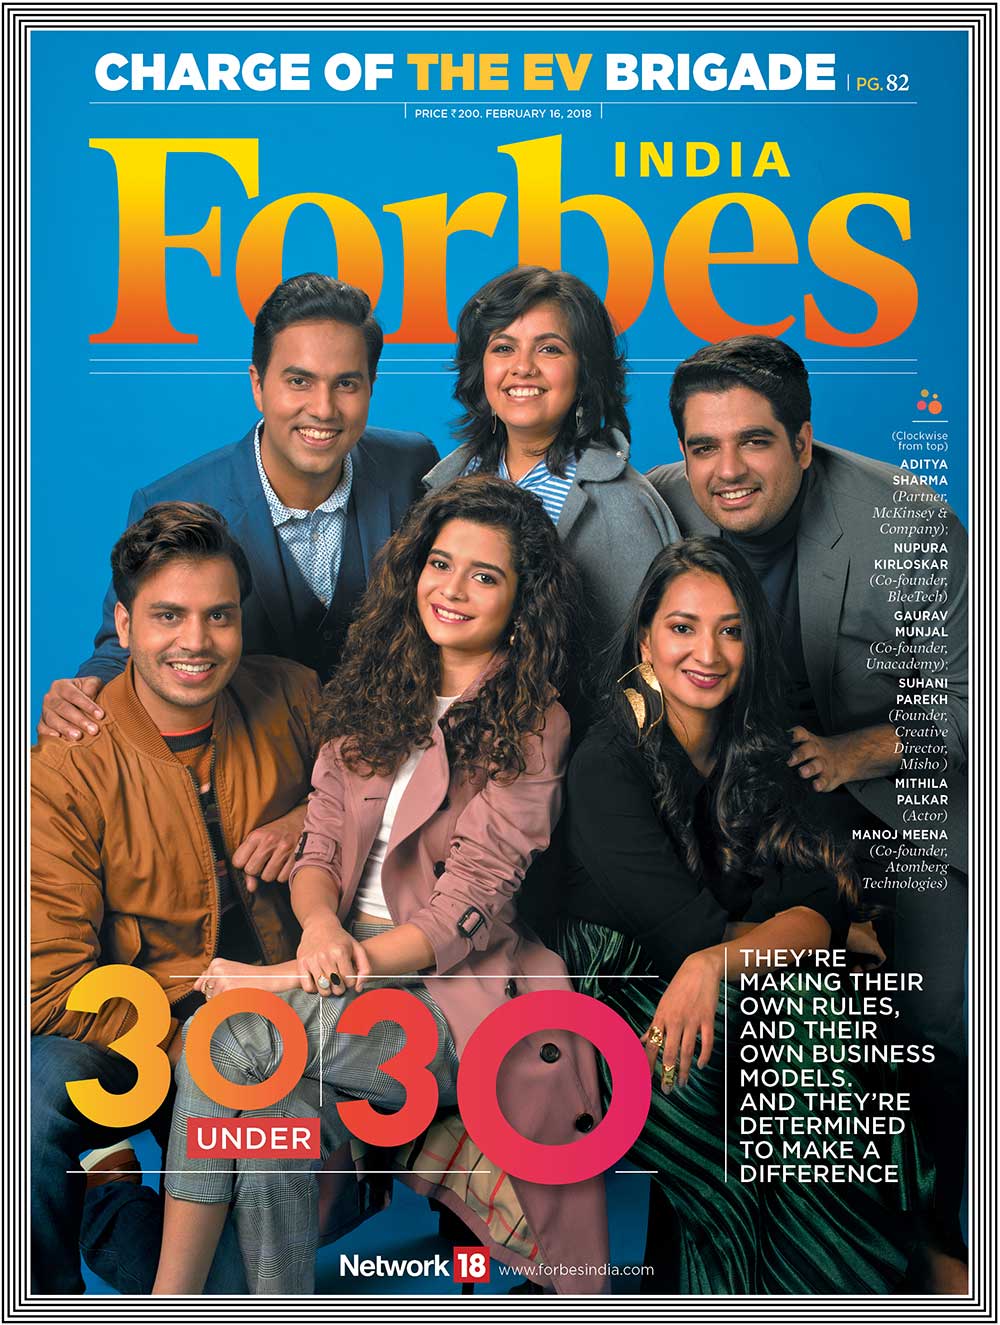 CHARGE OF THE EV BRIGADE | PG. 82
PRICE ₹200. FEBRUARY 16, 2018
INDIA
Forbes
(Clockwise
from top)
ADITYA
SHARMA
(Partner,
McKinsey &
Company);
NUPURA
KIRLOSKAR
(Co-founder,
BleeTech)
GAURAV
MUNJAL
(Co-founder,
Unacademy);
SUHANI
PAREKH
(Founder,
Creative
Director,
Misho )
MITHILA
PALKAR
(Actor)
MANOJ MEENA
(Co-founder,
Atomberg
Technologies)
30 30
UNDER
THEY'RE
MAKING THEIR
OWN RULES,
AND THEIR
OWN BUSINESS
MODELS.
AND THEY'RE
DETERMINED
TO MAKE A
DIFFERENCE
Network 18 www.forbesindia.com